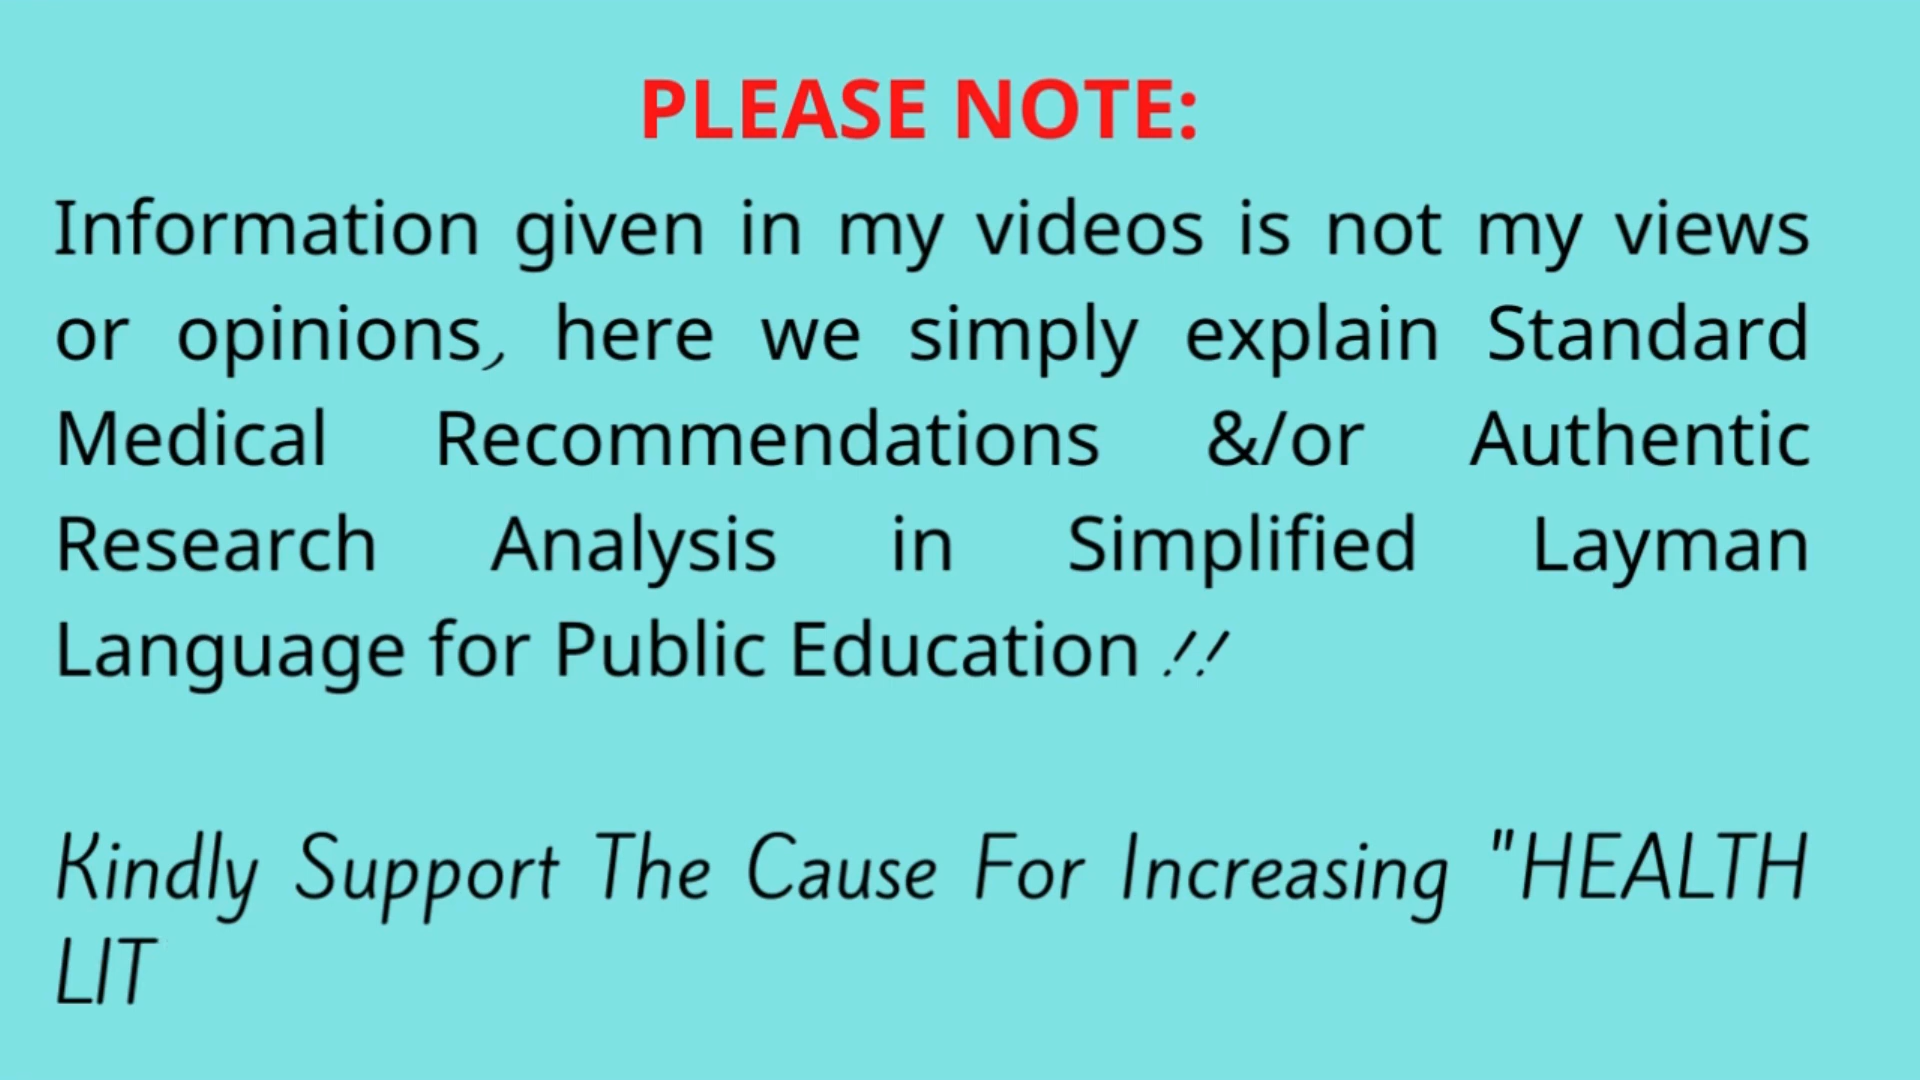 PLEASE NOTE:
Information given in my videos is not my views
or opinions, here we simply explain Standard
Medical Recommendations &/or Authentic
Research Analysis in Simplified Layman
Language for Public Education !!
Kindly Support The Cause For Increasing "HEALTH
LIT